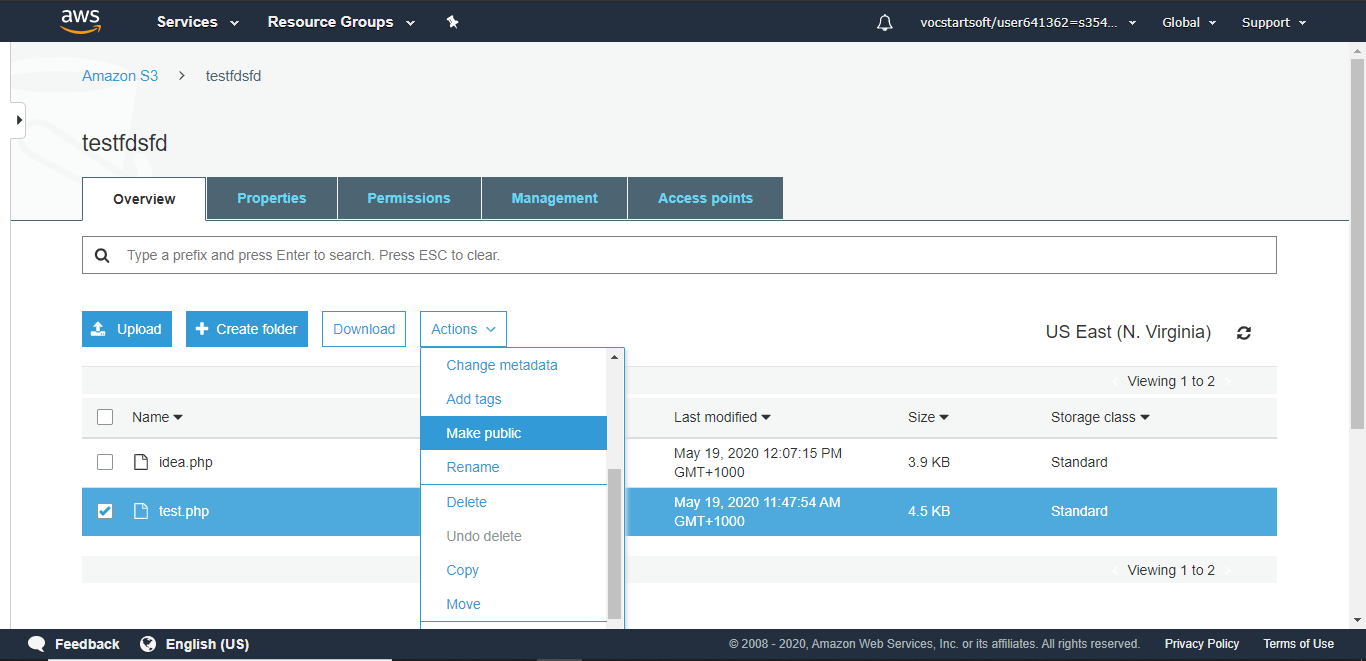 aws Services Resource Groups vocstartsoft/user641362=s354... Global Support
Amazon S3 > testfdsfd
testfdsfd
Overview Properties Permissions Management Access points
Type a prefix and press Enter to search. Press ESC to clear.
Upload Create folder Download Actions US East (N. Virginia)
Change metadata
Viewing 1 to 2
Add tags
Name Last modified Size Storage class
Make public
idea.php May 19, 2020 12:07:15 PM GMT+1000 3.9 KB Standard
Rename
Delete
test.php May 19, 2020 11:47:54 AM GMT+1000 4.5 KB Standard
Undo delete
Copy
Viewing 1 to 2
Move
Feedback English (US) © 2008 - 2020, Amazon Web Services, Inc. or its affiliates. All rights reserved. Privacy Policy Terms of Use